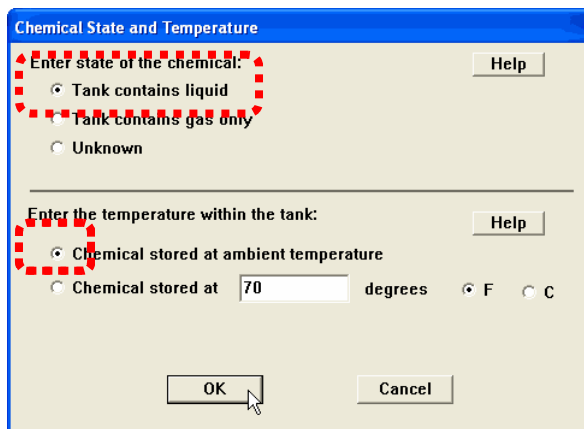 Chemical State and Temperature
Enter state of the chemical: Help
Tank contains liquid
Tank contains gas only
Unknown
Enter the temperature within the tank: Help
Chemical stored at ambient temperature
Chemical stored at 70 degrees F C
OK Cancel